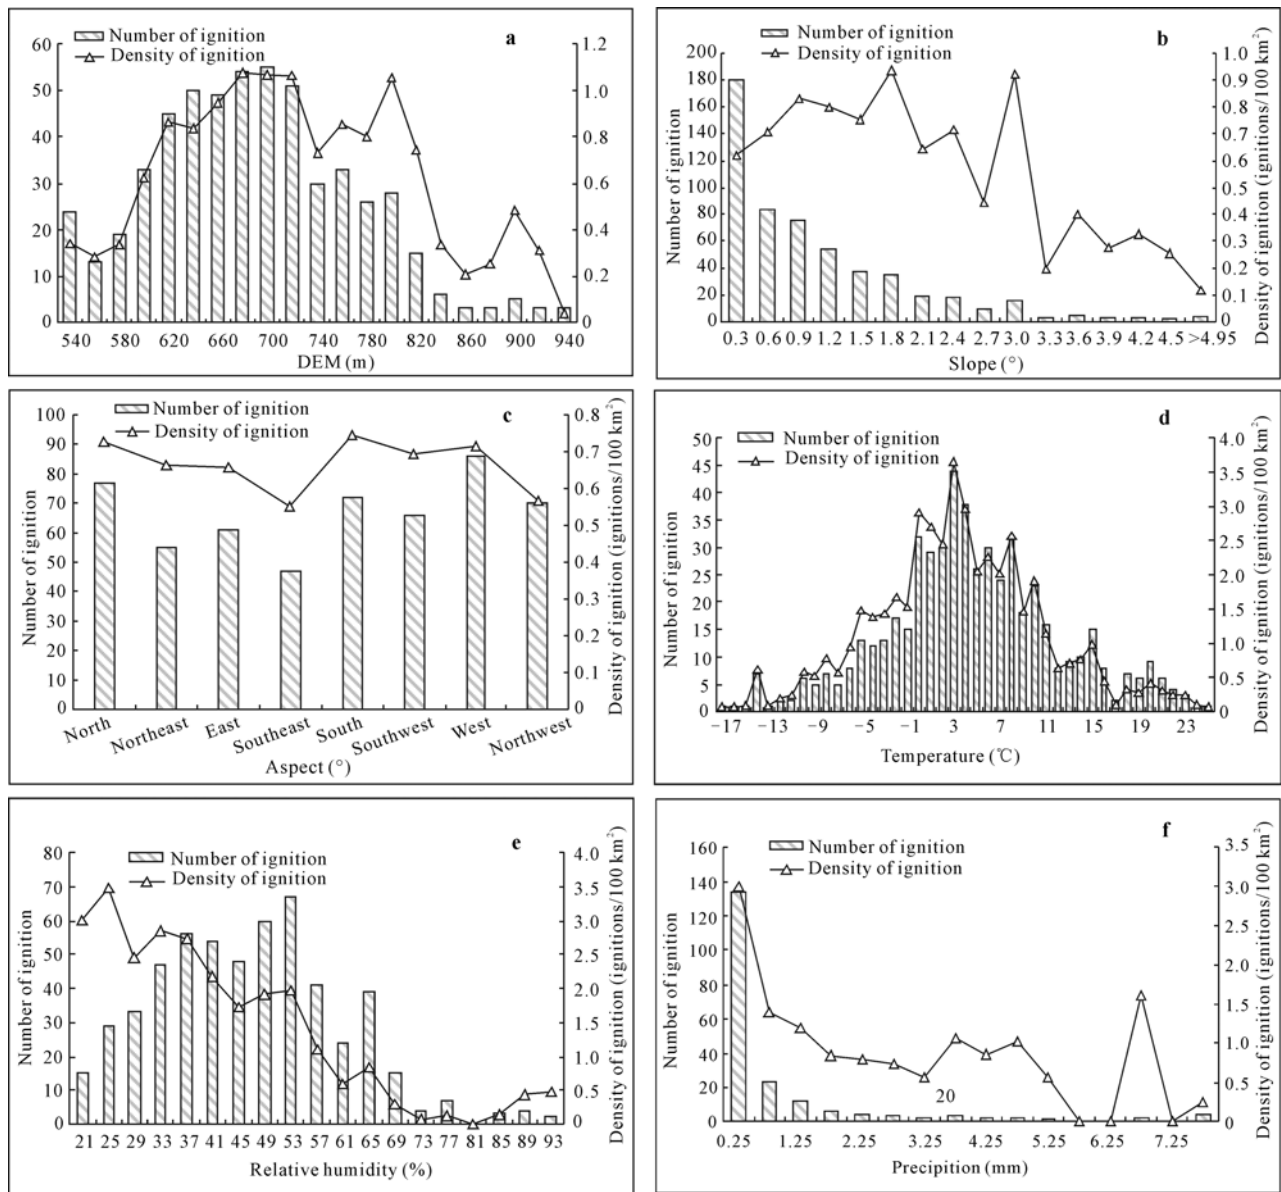 Number of ignition
Density of ignition
a
60
50
40
30
20
10
0
1.2
1.0
0.8
0.6
0.4
0.2
0
540 580 620 660 700 740 780 820 860 900 940
DEM (m)
Number of ignition
Density of ignition
b
Number of ignition
200
180
160
140
120
100
80
60
40
20
0
1.0
0.9
0.8
0.7
0.6
0.5
0.4
0.3
0.2
0.1
0
Density of ignition (ignitions/100 km²)
0.3 0.6 0.9 1.2 1.5 1.8 2.1 2.4 2.7 3.0 3.3 3.6 3.9 4.2 4.5 >4.95
Slope (°)
Number of ignition
Density of ignition
c
Number of ignition
100
90
80
70
60
50
40
30
20
10
0
0.8
0.7
0.6
0.5
0.4
0.3
0.2
0.1
0
Density of ignition (ignitions/100 km²)
North Northeast East Southeast South Southwest West Northwest
Aspect (°)
Number of ignition
Density of ignition
d
Number of ignition
50
45
40
35
30
25
20
15
10
5
0
4.0
3.5
3.0
2.5
2.0
1.5
1.0
0.5
0
Density of ignition (ignitions/100 km²)
−17 −13 −9 −5 −1 3 7 11 15 19 23
Temperature (℃)
Number of ignition
Density of ignition
e
Number of ignition
80
70
60
50
40
30
20
10
0
4.0
3.5
3.0
2.5
2.0
1.5
1.0
0.5
0
Density of ignition (ignitions/100 km²)
21 25 29 33 37 41 45 49 53 57 61 65 69 73 77 81 85 89 93
Relative humidity (%)
Number of ignition
Density of ignition
f
Number of ignition
160
140
120
100
80
60
40
20
0
3.5
3.0
2.5
2.0
1.5
1.0
0.5
0
Density of ignition (ignitions/100 km²)
20
0.25 1.25 2.25 3.25 4.25 5.25 6.25 7.25
Precipition (mm)